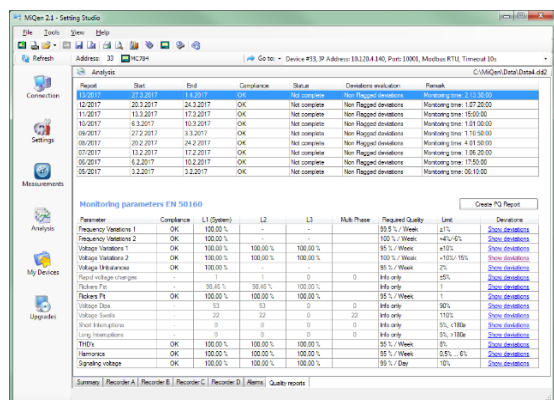 MiQen 2.1 - Setting Studio
File Tools View Help
Refresh Address: 33 MC784 Go to: Device #33, IP Address: 10.120.4.140, Port: 10001, Modbus RTU, Timeout 10s
Analysis C:\MiQen\Data\Data4.dld2
Report Start End Compliance Status Deviations evaluation Remark
13/2017 27.3.2017 1.4.2017 OK Not complete Non Flagged deviations Monitoring time: 2.13:30:00
12/2017 20.3.2017 24.3.2017 OK Not complete Non Flagged deviations Monitoring time: 1.07:20:00
11/2017 13.3.2017 17.3.2017 OK Not complete Non Flagged deviations Monitoring time: 15:00:00
10/2017 6.3.2017 10.3.2017 OK Not complete Non Flagged deviations Monitoring time: 1.01:00:00
09/2017 27.2.2017 3.3.2017 OK Not complete Non Flagged deviations Monitoring time: 1.10:50:00
08/2017 20.2.2017 24.2.2017 OK Not complete Non Flagged deviations Monitoring time: 4.01:50:00
07/2017 13.2.2017 17.2.2017 OK Not complete Non Flagged deviations Monitoring time: 1.06:20:00
06/2017 6.2.2017 10.2.2017 OK Not complete Non Flagged deviations Monitoring time: 17:50:00
05/2017 3.2.2017 3.2.2017 OK Not complete Non Flagged deviations Monitoring time: 06:10:00
Connection
Settings
Measurements
Analysis
My Devices
Upgrades
Monitoring parameters EN 50160 Create PQ Report
Parameter Compliance L1 (System) L2 L3 Multi Phase Required Quality Limit Deviations
Frequency Variations 1 OK 100,00 % - - 99.5 % / Week ±1% Show deviations
Frequency Variations 2 OK 100,00 % - - 100 % / Week +4%/-6% Show deviations
Voltage Variations 1 OK 100,00 % 100,00 % 100,00 % 95 % / Week ±10% Show deviations
Voltage Variations 2 OK 100,00 % 100,00 % 100,00 % 100 % / Week +10%/-15% Show deviations
Voltage Unbalances OK 100,00 % - - 95 % / Week 2% Show deviations
Rapid voltage changes - 1 1 0 0 Info only ±5% Show deviations
Flickers Pst - 98,46 % 98,46 % 100,00 % Info only 1 Show deviations
Flickers Plt OK 100,00 % 100,00 % 100,00 % 95 % / Week 1 Show deviations
Voltage Dips - 53 53 0 0 Info only 90% Show deviations
Voltage Swells - 22 22 0 22 Info only 110% Show deviations
Short Interruptions - 0 0 0 0 Info only 5%, <180s Show deviations
Long Interruptions - 0 0 0 0 Info only 5%, >180s Show deviations
THD's OK 100,00 % 100,00 % 100,00 % 95 % / Week 8% Show deviations
Harmonics OK 100,00 % 100,00 % 100,00 % 95 % / Week 0.5% ... 6% Show deviations
Signaling voltage OK 100,00 % 100,00 % 100,00 % 99 % / Day 10% Show deviations
Summary Recorder A Recorder B Recorder C Recorder D Alarms Quality reports